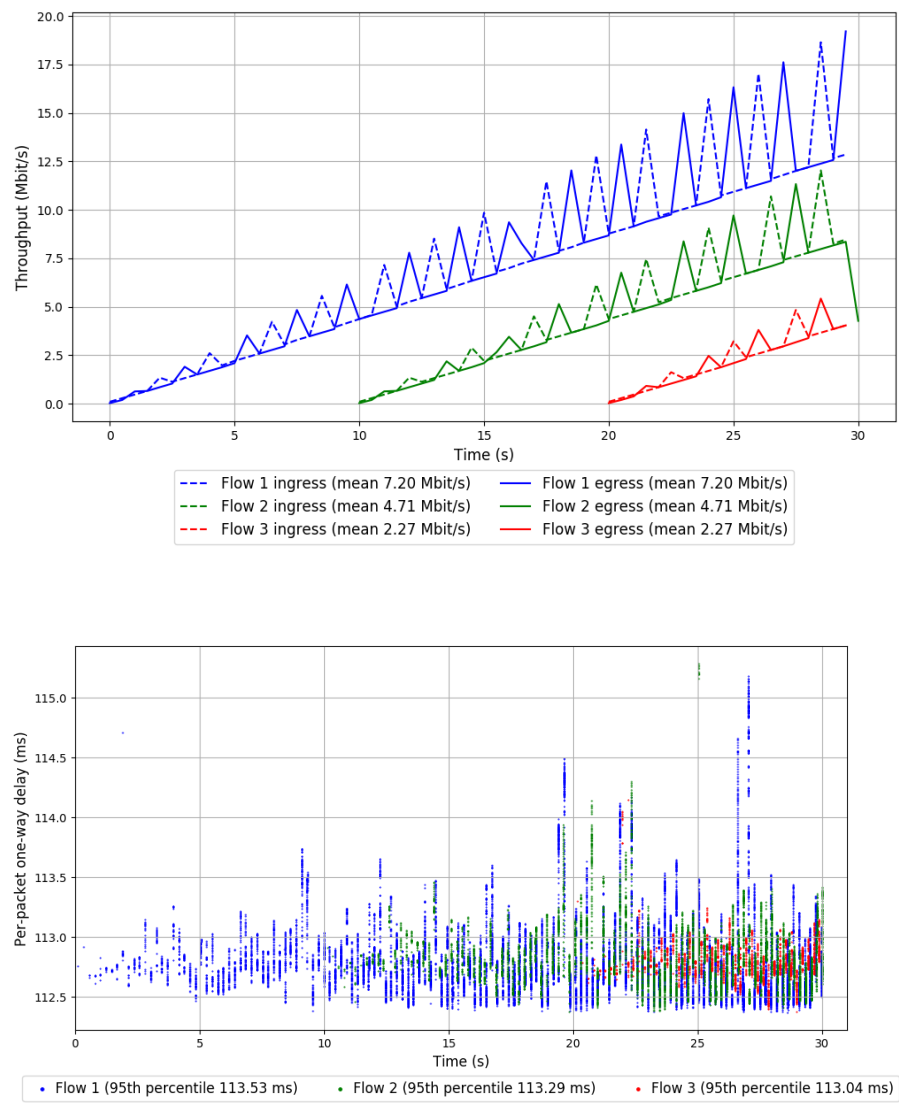 20.0
17.5
15.0
12.5
10.0
7.5
5.0
2.5
0.0
Throughput (Mbit/s)
0 5 10 15 20 25 30
Time (s)
Flow 1 ingress (mean 7.20 Mbit/s) Flow 1 egress (mean 7.20 Mbit/s)
Flow 2 ingress (mean 4.71 Mbit/s) Flow 2 egress (mean 4.71 Mbit/s)
Flow 3 ingress (mean 2.27 Mbit/s) Flow 3 egress (mean 2.27 Mbit/s)
115.0
114.5
114.0
113.5
113.0
112.5
Per-packet one-way delay (ms)
0 5 10 15 20 25 30
Time (s)
Flow 1 (95th percentile 113.53 ms) Flow 2 (95th percentile 113.29 ms) Flow 3 (95th percentile 113.04 ms)